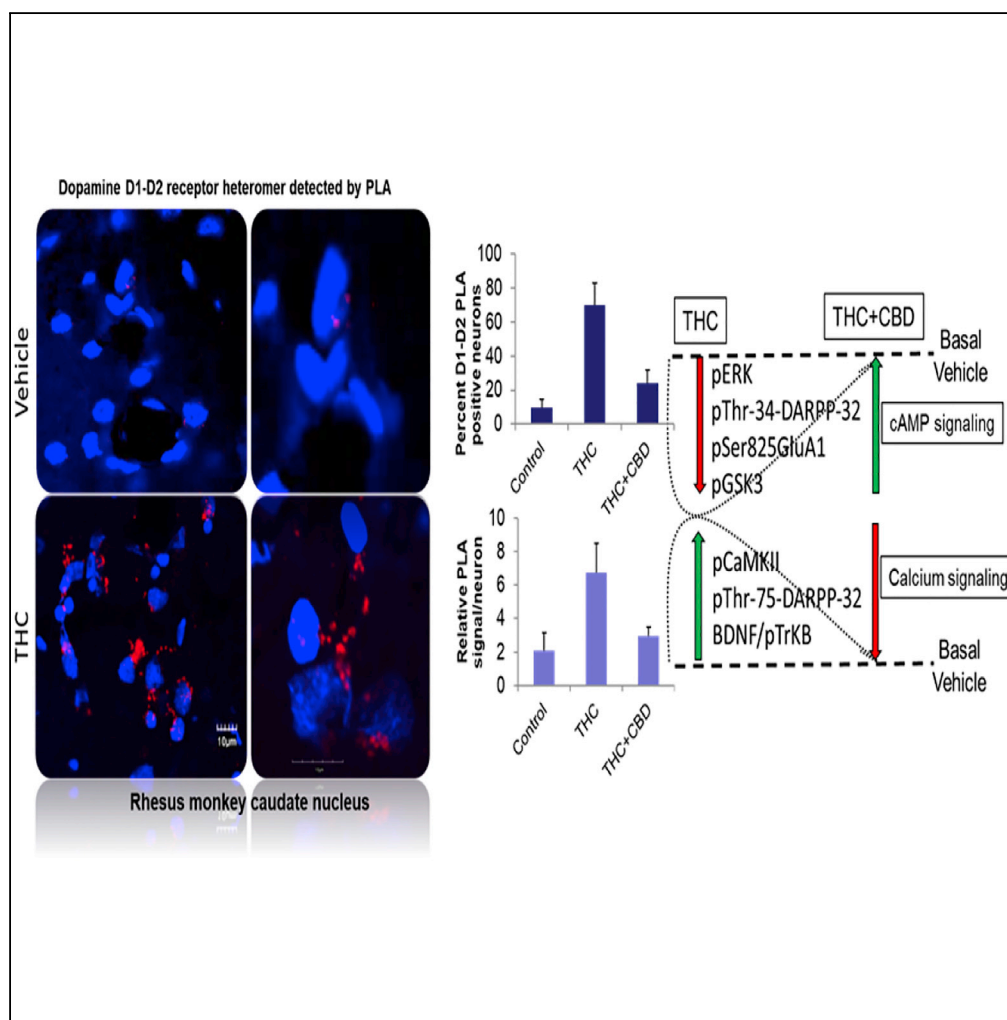 Dopamine D1-D2 receptor heteromer detected by PLA
Vehicle
THC
10µm
Rhesus monkey caudate nucleus
Percent D1-D2 PLA
positive neurons
100
80
60
40
20
0
Control
THC
THC+CBD
Relative PLA
signal/neuron
10
8
6
4
2
0
Control
THC
THC+CBD
THC
pERK
pThr-34-DARPP-32
pSer825GluA1
pGSK3
pCaMKII
pThr-75-DARPP-32
BDNF/pTrKB
THC+CBD
Basal
Vehicle
cAMP signaling
Calcium signaling
Basal
Vehicle